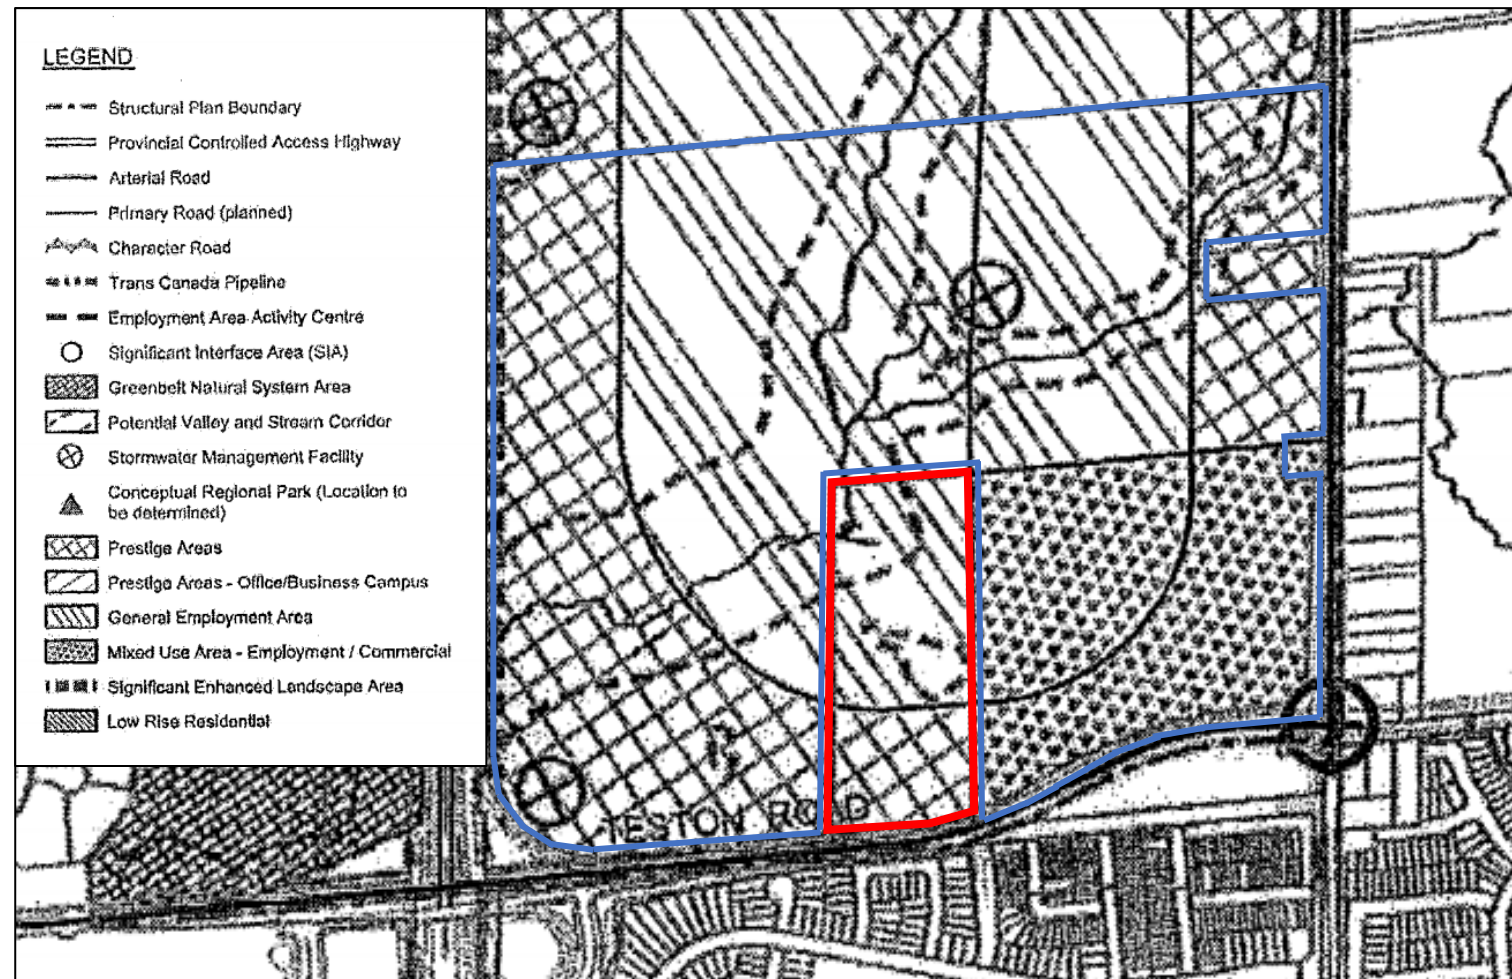 LEGEND
Structural Plan Boundary
Provincial Controlled Access Highway
Arterial Road
Primary Road (planned)
Character Road
Trans Canada Pipeline
Employment Area Activity Centre
Significant Interface Area (SIA)
Greenbelt Natural System Area
Potential Valley and Stream Corridor
Stormwater Management Facility
Conceptual Regional Park (Location to
be determined)
Prestige Areas
Prestige Areas - Office/Business Campus
General Employment Area
Mixed Use Area - Employment / Commercial
Significant Enhanced Landscape Area
Low Rise Residential
TESTON ROAD